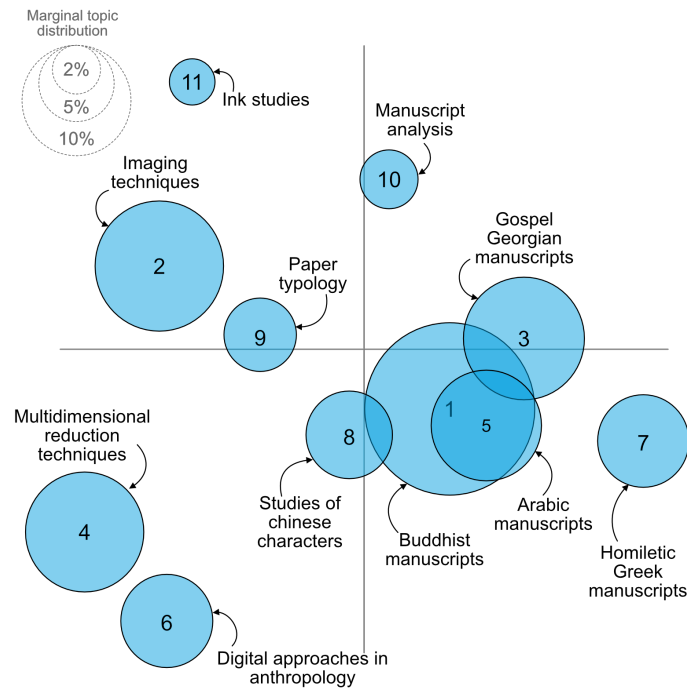 Marginal topic
distribution
2%
5%
10%
11
Ink studies
Manuscript
analysis
10
Imaging
techniques
2
Gospel
Georgian
manuscripts
3
Paper
typology
9
1
5
Arabic
manuscripts
8
Studies of
chinese
characters
Buddhist
manuscripts
7
Homiletic
Greek
manuscripts
Multidimensional
reduction
techniques
4
6
Digital approaches in
anthropology